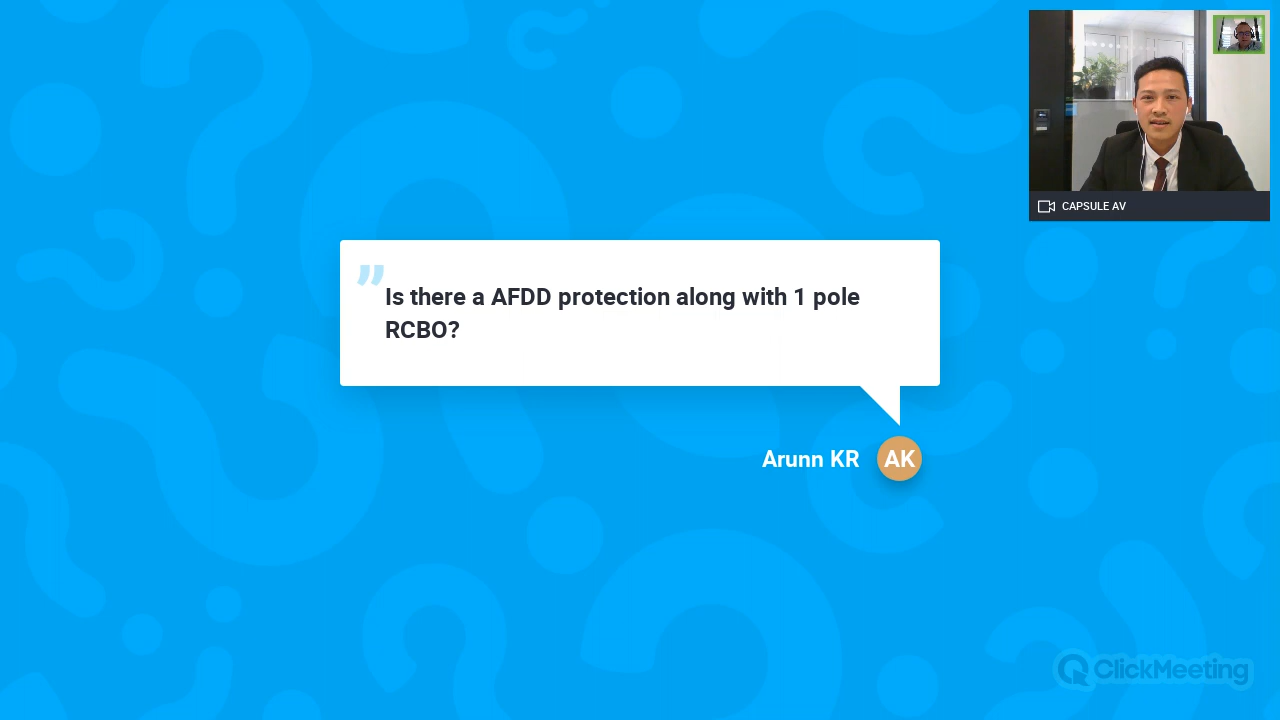 CAPSULE AV
” Is there a AFDD protection along with 1 pole
RCBO?
Arunn KR AK
ClickMeeting